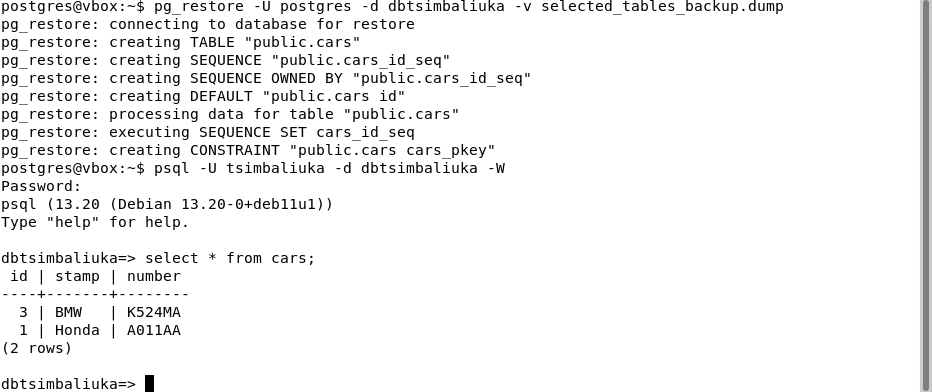 postgres@vbox:~$ pg_restore -U postgres -d dbtsimbaliuka -v selected_tables_backup.dump
pg_restore: connecting to database for restore
pg_restore: creating TABLE "public.cars"
pg_restore: creating SEQUENCE "public.cars_id_seq"
pg_restore: creating SEQUENCE OWNED BY "public.cars_id_seq"
pg_restore: creating DEFAULT "public.cars id"
pg_restore: processing data for table "public.cars"
pg_restore: executing SEQUENCE SET cars_id_seq
pg_restore: creating CONSTRAINT "public.cars cars_pkey"
postgres@vbox:~$ psql -U tsimbaliuka -d dbtsimbaliuka -W
Password:
psql (13.20 (Debian 13.20-0+deb11u1))
Type "help" for help.

dbtsimbaliuka=> select * from cars;
 id | stamp | number
----+-------+--------
  3 | BMW   | K524MA
  1 | Honda | A011AA
(2 rows)

dbtsimbaliuka=>